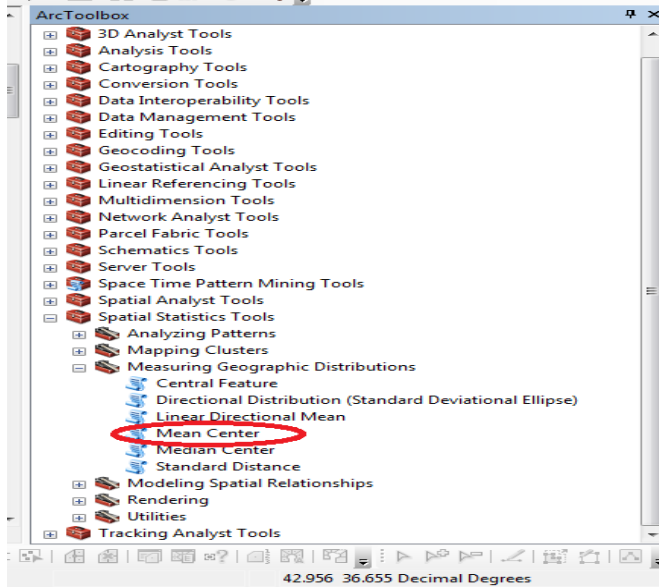 ArcToolbox
3D Analyst Tools
Analysis Tools
Cartography Tools
Conversion Tools
Data Interoperability Tools
Data Management Tools
Editing Tools
Geocoding Tools
Geostatistical Analyst Tools
Linear Referencing Tools
Multidimension Tools
Network Analyst Tools
Parcel Fabric Tools
Schematics Tools
Server Tools
Space Time Pattern Mining Tools
Spatial Analyst Tools
Spatial Statistics Tools
Analyzing Patterns
Mapping Clusters
Measuring Geographic Distributions
Central Feature
Directional Distribution (Standard Deviational Ellipse)
Linear Directional Mean
Mean Center
Median Center
Standard Distance
Modeling Spatial Relationships
Rendering
Utilities
Tracking Analyst Tools
42.956 36.655 Decimal Degrees